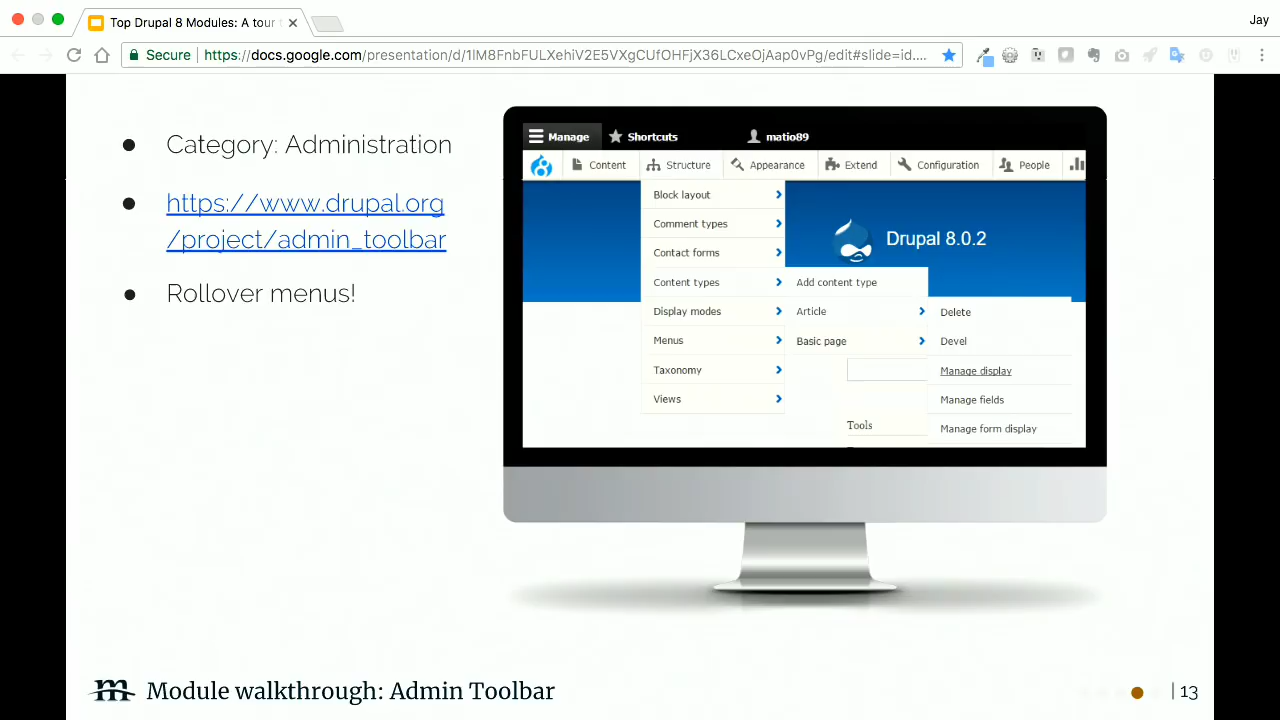 Top Drupal 8 Modules: A tour t
Jay
Secure
https://docs.google.com/presentation/d/1IM8FnbFULXehiV2E5VXgCUfOHFjX36LCxeOjAap0vPg/edit#slide=id....
Category: Administration
https://www.drupal.org
/project/admin_toolbar
Rollover menus!
Manage Shortcuts matio89
Content Structure Appearance Extend Configuration People
Block layout
Comment types
Contact forms
Content types
Display modes
Menus
Taxonomy
Views
Drupal 8.0.2
Add content type
Article
Basic page
Delete
Devel
Manage display
Manage fields
Manage form display
Tools
Module walkthrough: Admin Toolbar
13